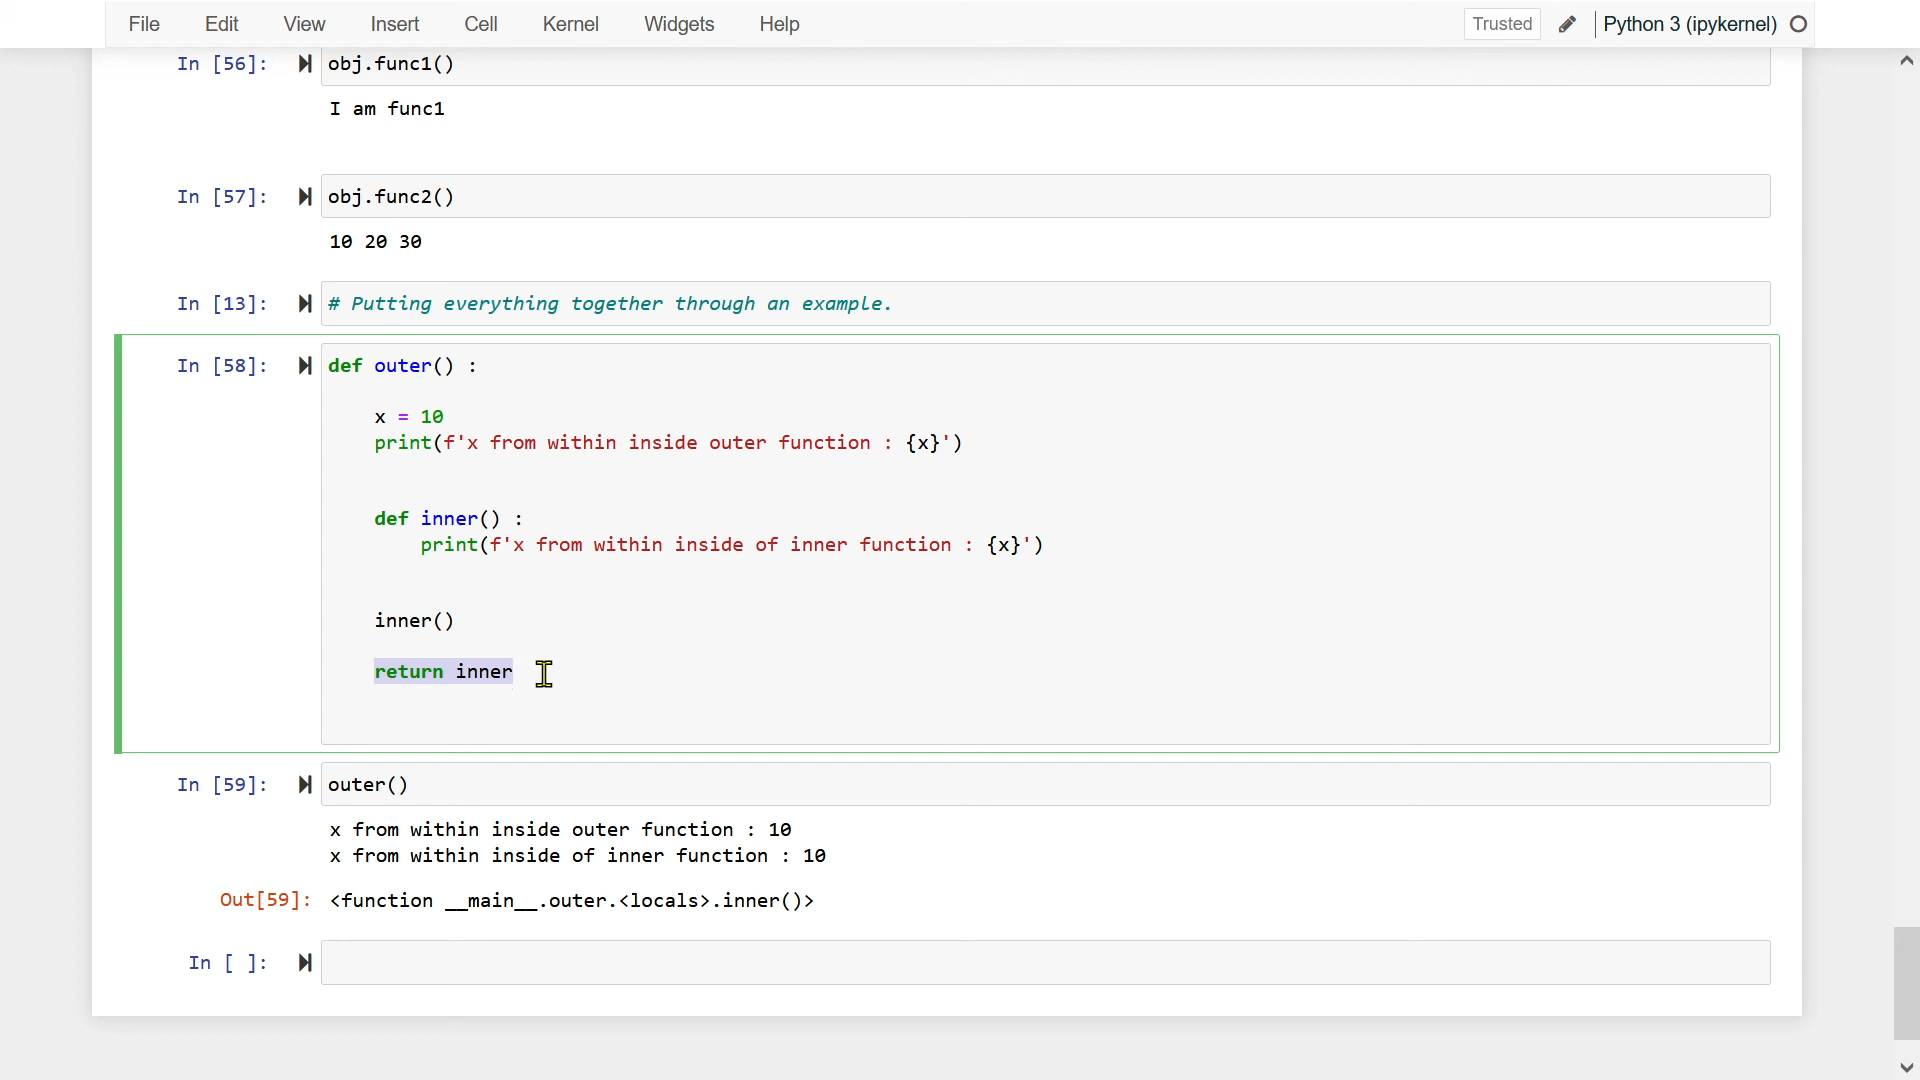 File Edit View Insert Cell Kernel Widgets Help Trusted Python 3 (ipykernel)
In [56]: obj.func1()
I am func1
In [57]: obj.func2()
10 20 30
In [13]: # Putting everything together through an example.
In [58]: def outer() :
x = 10
print(f'x from within inside outer function : {x}')
def inner() :
print(f'x from within inside of inner function : {x}')
inner()
return inner
In [59]: outer()
x from within inside outer function : 10
x from within inside of inner function : 10
Out[59]: <function __main__.outer.<locals>.inner()>
In [ ]: